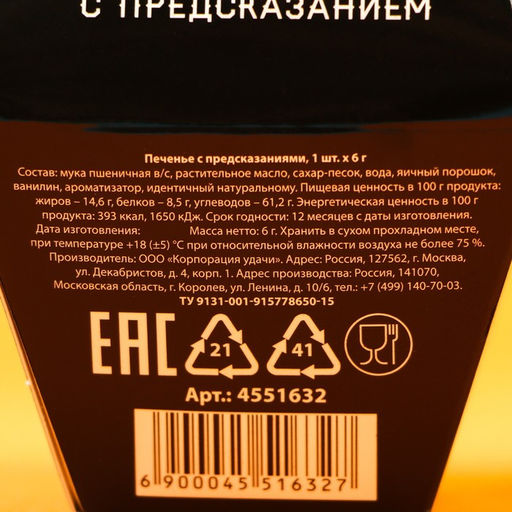 С ПРЕДСКАЗАНИЕМ
Печенье с предсказаниями, 1 шт. х 6 г
Состав: мука пшеничная в/с, растительное масло, сахар-песок, вода, яичный порошок,
ванилин, ароматизатор, идентичный натуральному. Пищевая ценность в 100 г продукта:
жиров – 14,6 г, белков – 8,5 г, углеводов – 61,2 г. Энергетическая ценность в 100 г
продукта: 393 ккал, 1650 кДж. Срок годности: 12 месяцев с даты изготовления.
Дата изготовления: Масса нетто: 6 г. Хранить в сухом прохладном месте,
при температуре +18 (±5) °С при относительной влажности воздуха не более 75 %.
Производитель: ООО «Корпорация удачи». Адрес: Россия, 127562, г. Москва,
ул. Декабристов, д. 4, корп. 1. Адрес производства: Россия, 141070,
Московская область, г. Королев, ул. Ленина, д. 10/6, тел.: +7 (499) 140-70-03.
ТУ 9131-001-915778650-15
EAC 21 41
Арт.: 4551632
6 900045 516327